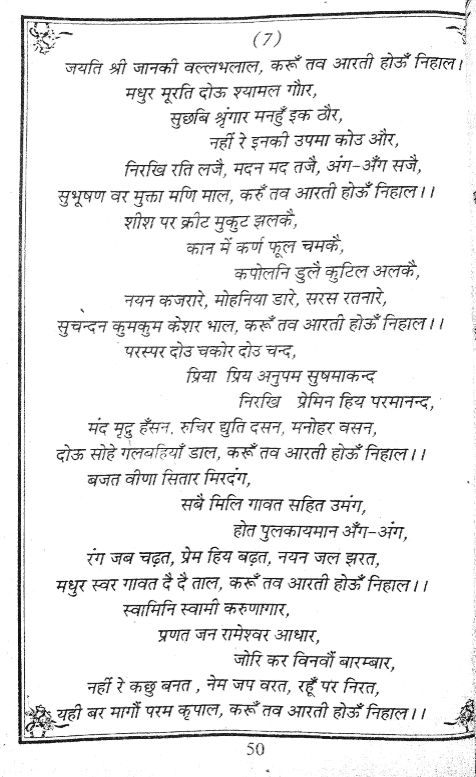 (7)
जयति श्री जानकी वल्लभलाल, करूँ तव आरती होऊँ निहाल।
मधुर मूरति दोऊ श्यामल गौार,
सुछबि श्रृंगार मनहुँ इक ठौर,
नहीं रे इनकी उपमा कोउ और,
निरखि रति लजै, मदन मद तजै, अंग-अँग सजै,
सुभूषण वर मुक्ता मणि माल, करुँ तव आरती होऊँ निहाल।।
शीश पर क्रीट मुकुट झलकै,
कान में कर्ण फूल चमकै,
कपोलनि डुलै कुटिल अलकै,
नयन कजरारे, मोहनिया डारे, सरस रतनारे,
सुचन्दन कुमकुम केशर भाल, करूँ तव आरती होऊँ निहाल।।
परस्पर दोउ चकोर दोउ चन्द,
प्रिया प्रिय अनुपम सुषमाकन्द
निरखि प्रेमिन हिय परमानन्द,
मंद मृदु हँसन, रुचिर द्युति दसन, मनोहर वसन,
दोऊ सोहे गलबहियाँ डाल, करूँ तव आरती होऊँ निहाल।।
बजत वीणा सितार मिरदंग,
सबै मिलि गावत सहित उमंग,
होत पुलकायमान अँग-अंग,
रंग जब चढ़त, प्रेम हिय बढ़त, नयन जल झरत,
मधुर स्वर गावत दै दै ताल, करूँ तव आरती होऊँ निहाल।।
स्वामिनि स्वामी करुणागार,
प्रणत जन रामेश्वर आधार,
जोरि कर विनवौं बारम्बार,
नहीं रे कछु बनत , नेम जप वरत, रहूँ पर निरत,
यही बर मागौं परम कृपाल, करूँ तव आरती होऊँ निहाल।।
50